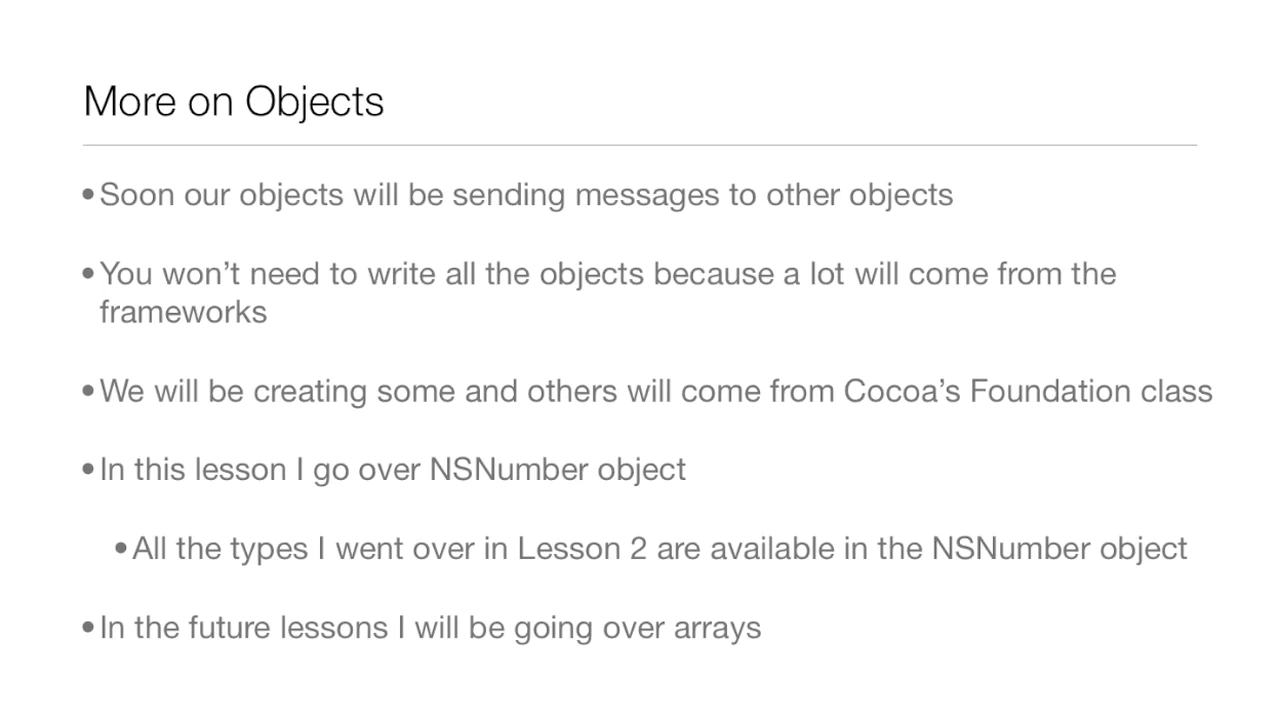 More on Objects
•Soon our objects will be sending messages to other objects
•You won’t need to write all the objects because a lot will come from the
frameworks
•We will be creating some and others will come from Cocoa’s Foundation class
•In this lesson I go over NSNumber object
•All the types I went over in Lesson 2 are available in the NSNumber object
•In the future lessons I will be going over arrays